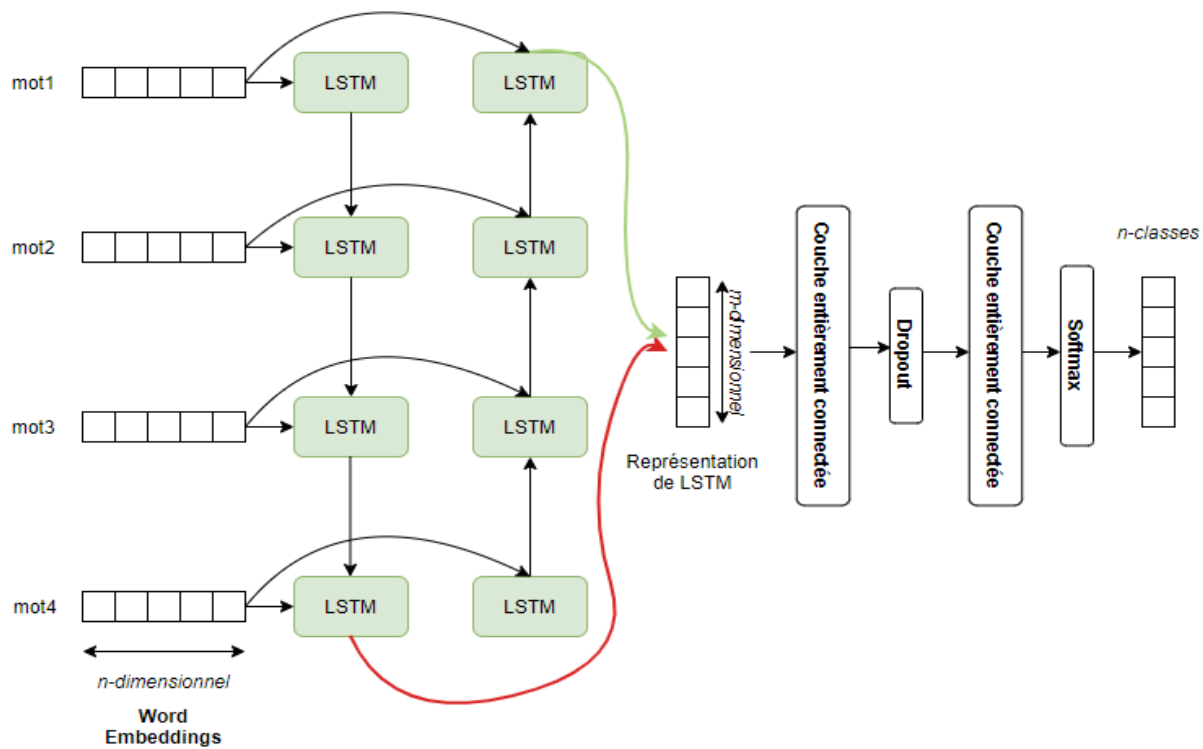 mot1
LSTM
LSTM
mot2
LSTM
LSTM
mot3
LSTM
LSTM
mot4
LSTM
LSTM
n-dimensionnel
Word
Embeddings
m-dimensionnel
Représentation
de LSTM
Couche entièrement connectée
Dropout
Couche entièrement connectée
Softmax
n-classes